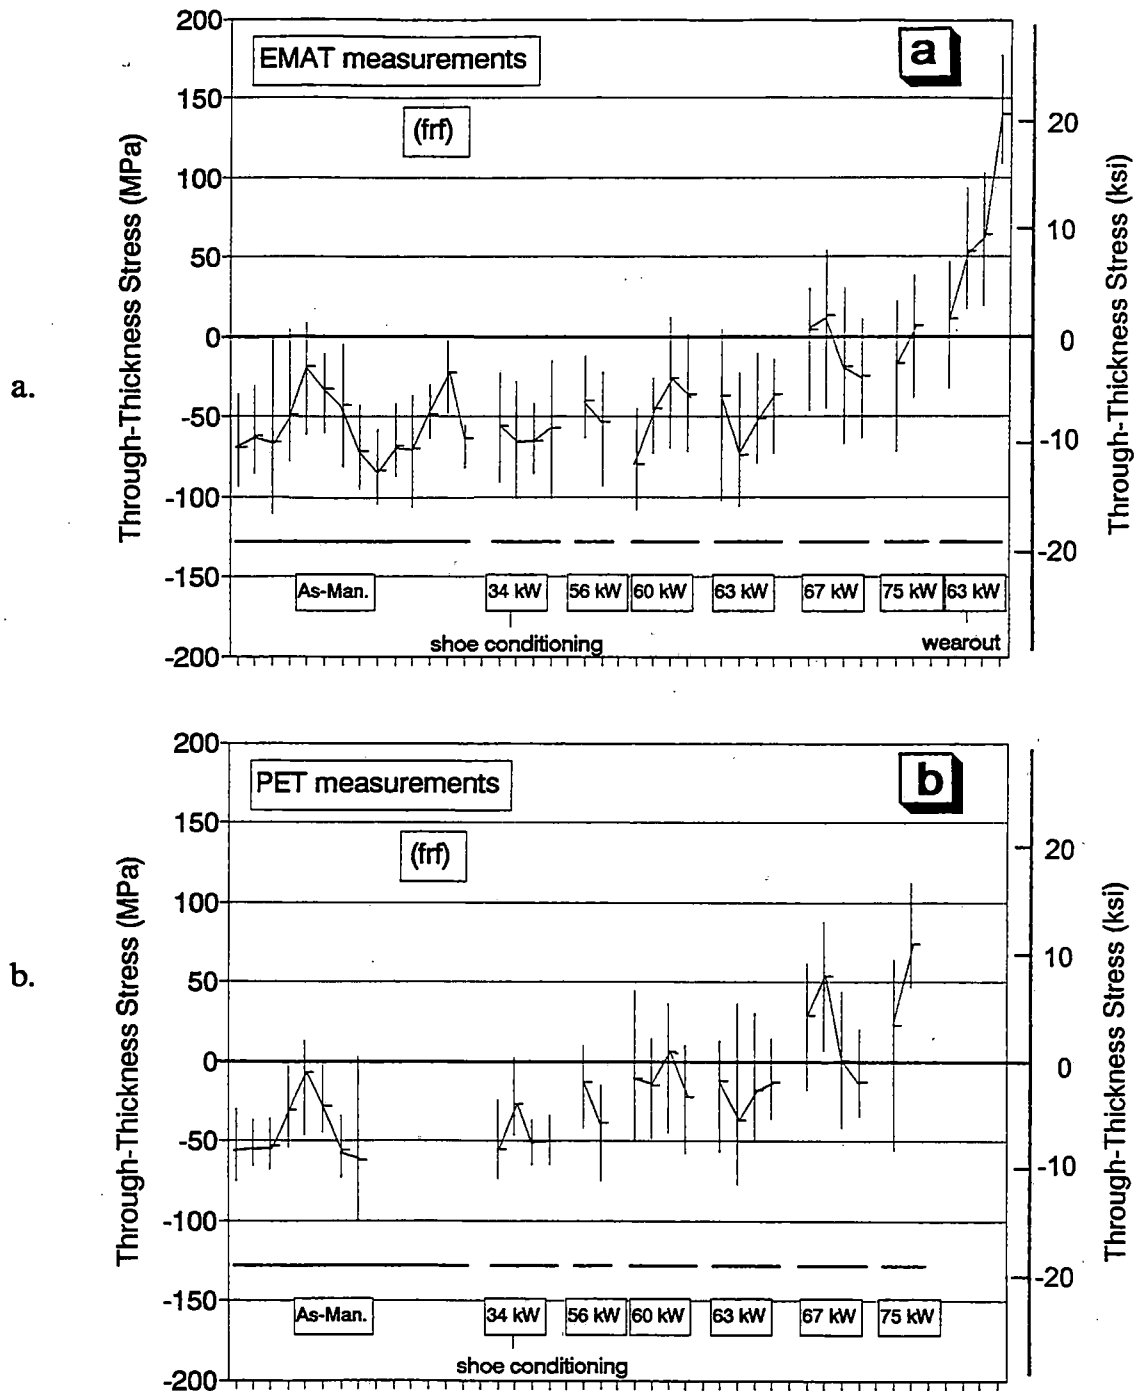 200
EMAT measurements
a
150
(frf)
20
100
10
50
0
0
-50
-10
-100
-20
-150
As-Man.
34 kW
56 kW
60 kW
63 kW
67 kW
75 kW
63 kW
shoe conditioning
wearout
-200
Through-Thickness Stress (MPa)
Through-Thickness Stress (ksi)
a.
200
PET measurements
b
150
(frf)
20
100
10
50
0
0
-50
-10
-100
-20
-150
As-Man.
34 kW
56 kW
60 kW
63 kW
67 kW
75 kW
shoe conditioning
-200
Through-Thickness Stress (MPa)
Through-Thickness Stress (ksi)
b.